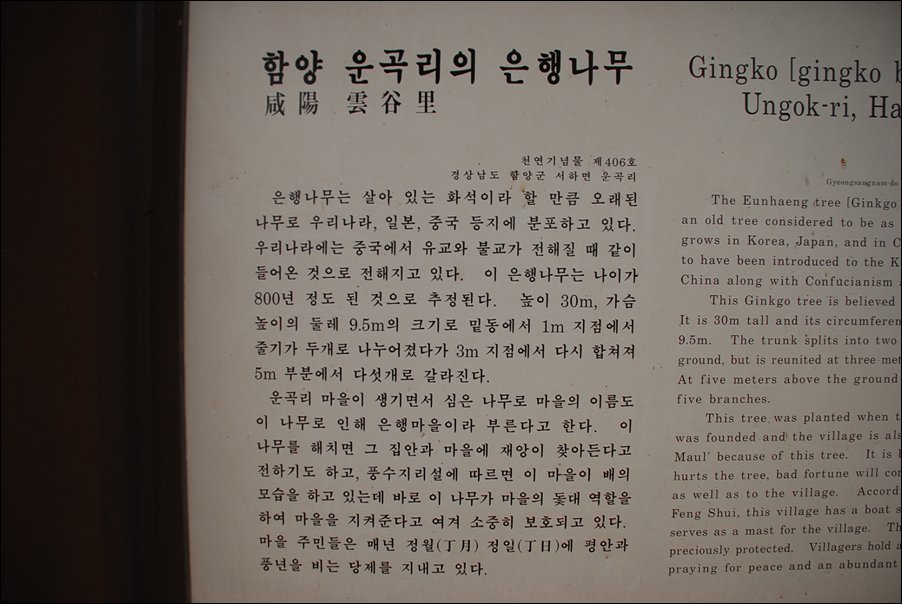 함양 운곡리의 은행나무
咸陽 雲谷里
천연기념물 제406호
경상남도 함양군 서하면 운곡리
은행나무는 살아 있는 화석이라 할 만큼 오래된
나무로 우리나라, 일본, 중국 등지에 분포하고 있다.
우리나라에는 중국에서 유교와 불교가 전해질 때 같이
들어온 것으로 전해지고 있다. 이 은행나무는 나이가
800년 정도 된 것으로 추정된다. 높이 30m, 가슴
높이의 둘레 9.5m의 크기로 밑동에서 1m 지점에서
줄기가 두개로 나누어졌다가 3m 지점에서 다시 합쳐져
5m 부분에서 다섯개로 갈라진다.
운곡리 마을이 생기면서 심은 나무로 마을의 이름도
이 나무로 인해 은행마을이라 부른다고 한다. 이
나무를 해치면 그 집안과 마을에 재앙이 찾아든다고
전하기도 하고, 풍수지리설에 따르면 이 마을이 배의
모습을 하고 있는데 바로 이 나무가 마을의 돛대 역할을
하여 마을을 지켜준다고 여겨 소중히 보호되고 있다.
마을 주민들은 매년 정월(丁月) 정일(丁日)에 평안과
풍년을 비는 당제를 지내고 있다.
Gingko [gingko
Ungok-ri, Ha
Gyeongsangnam-do
The Eunhaeng tree [Ginkgo
an old tree considered to be as
grows in Korea, Japan, and in C
to have been introduced to the K
China along with Confucianism
This Ginkgo tree is believed
It is 30m tall and its circumferen
9.5m. The trunk splits into two
ground, but is reunited at three met
At five meters above the ground
five branches.
This tree was planted when t
was founded and the village is als
Maul' because of this tree. It is
hurts the tree, bad fortune will co
as well as to the village. Accord
Feng Shui, this village has a boat s
serves as a mast for the village. Th
preciously protected. Villagers hold a
praying for peace and an abundant